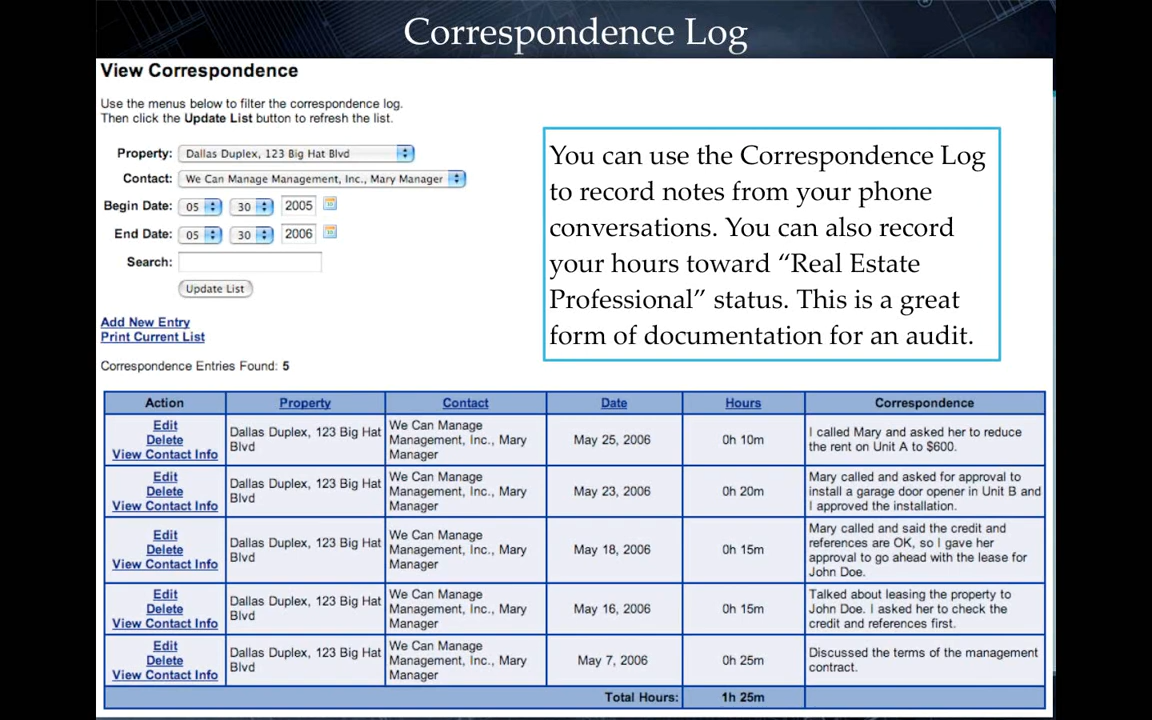 Correspondence Log
View Correspondence
Use the menus below to filter the correspondence log.
Then click the Update List button to refresh the list.
Property: Dallas Duplex, 123 Big Hat Blvd
Contact: We Can Manage Management, Inc., Mary Manager
Begin Date: 05 30 2005
End Date: 05 30 2006
Search:
Update List
Add New Entry
Print Current List
Correspondence Entries Found: 5
You can use the Correspondence Log
to record notes from your phone
conversations. You can also record
your hours toward “Real Estate
Professional” status. This is a great
form of documentation for an audit.
Action Property Contact Date Hours Correspondence
Edit
Delete
View Contact Info
Dallas Duplex, 123 Big Hat
Blvd
We Can Manage
Management, Inc., Mary
Manager
May 25, 2006
0h 10m
I called Mary and asked her to reduce
the rent on Unit A to $600.
Edit
Delete
View Contact Info
Dallas Duplex, 123 Big Hat
Blvd
We Can Manage
Management, Inc., Mary
Manager
May 23, 2006
0h 20m
Mary called and asked for approval to
install a garage door opener in Unit B and
I approved the installation.
Edit
Delete
View Contact Info
Dallas Duplex, 123 Big Hat
Blvd
We Can Manage
Management, Inc., Mary
Manager
May 18, 2006
0h 15m
Mary called and said the credit and
references are OK, so I gave her
approval to go ahead with the lease for
John Doe.
Edit
Delete
View Contact Info
Dallas Duplex, 123 Big Hat
Blvd
We Can Manage
Management, Inc., Mary
Manager
May 16, 2006
0h 15m
Talked about leasing the property to
John Doe. I asked her to check the
credit and references first.
Edit
Delete
View Contact Info
Dallas Duplex, 123 Big Hat
Blvd
We Can Manage
Management, Inc., Mary
Manager
May 7, 2006
0h 25m
Discussed the terms of the management
contract.
Total Hours: 1h 25m